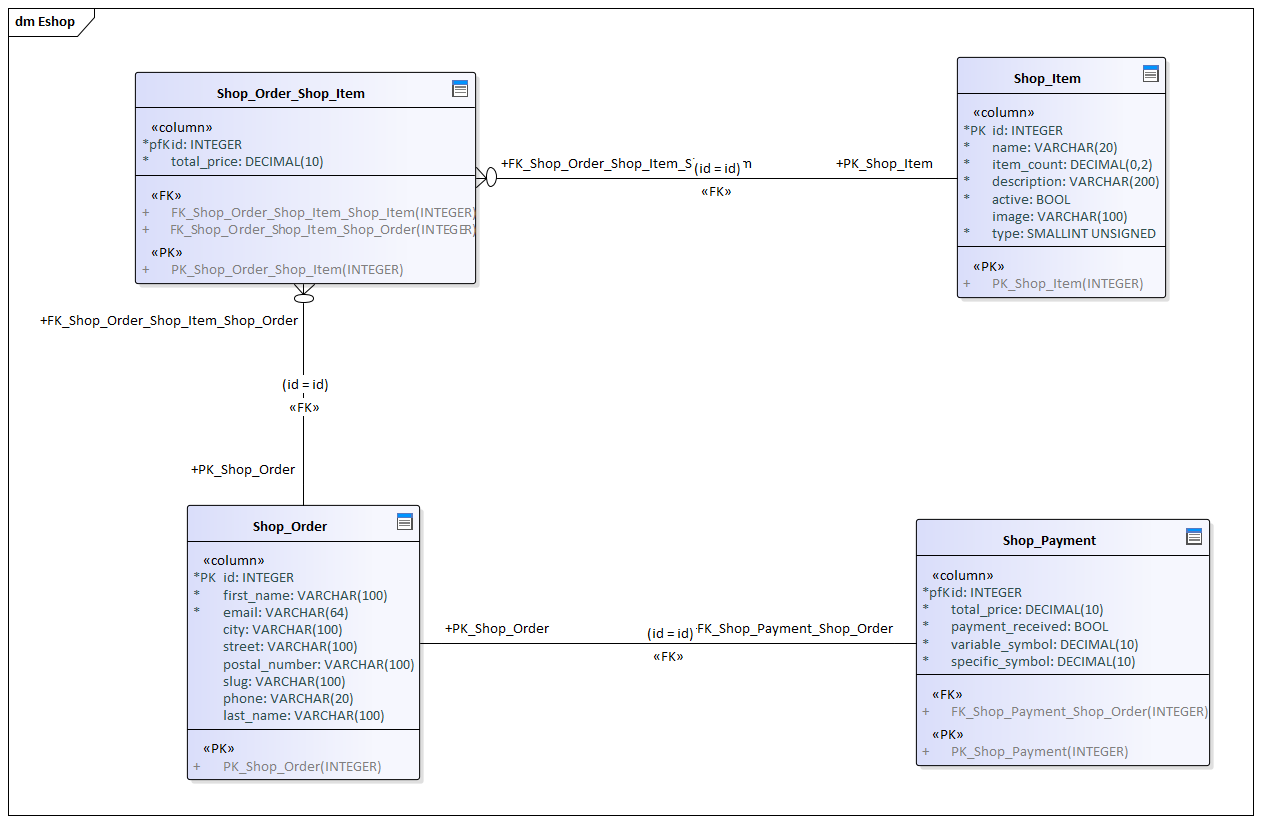 dm Eshop
Shop_Order_Shop_Item
«column»
*pfK id: INTEGER
* total_price: DECIMAL(10)
«FK»
+ FK_Shop_Order_Shop_Item_Shop_Item(INTEGER)
+ FK_Shop_Order_Shop_Item_Shop_Order(INTEGER)
«PK»
+ PK_Shop_Order_Shop_Item(INTEGER)
+FK_Shop_Order_Shop_Item_S
(id = id)
«FK»
+PK_Shop_Item
Shop_Item
«column»
*PK id: INTEGER
* name: VARCHAR(20)
* item_count: DECIMAL(0,2)
* description: VARCHAR(200)
* active: BOOL
image: VARCHAR(100)
* type: SMALLINT UNSIGNED
«PK»
+ PK_Shop_Item(INTEGER)
+FK_Shop_Order_Shop_Item_Shop_Order
(id = id)
«FK»
+PK_Shop_Order
Shop_Order
«column»
*PK id: INTEGER
* first_name: VARCHAR(100)
* email: VARCHAR(64)
city: VARCHAR(100)
street: VARCHAR(100)
postal_number: VARCHAR(100)
slug: VARCHAR(100)
phone: VARCHAR(20)
last_name: VARCHAR(100)
«PK»
+ PK_Shop_Order(INTEGER)
+PK_Shop_Order
(id = id)
FK_Shop_Payment_Shop_Order
«FK»
Shop_Payment
«column»
*pfK id: INTEGER
* total_price: DECIMAL(10)
* payment_received: BOOL
* variable_symbol: DECIMAL(10)
* specific_symbol: DECIMAL(10)
«FK»
+ FK_Shop_Payment_Shop_Order(INTEGER)
«PK»
+ PK_Shop_Payment(INTEGER)